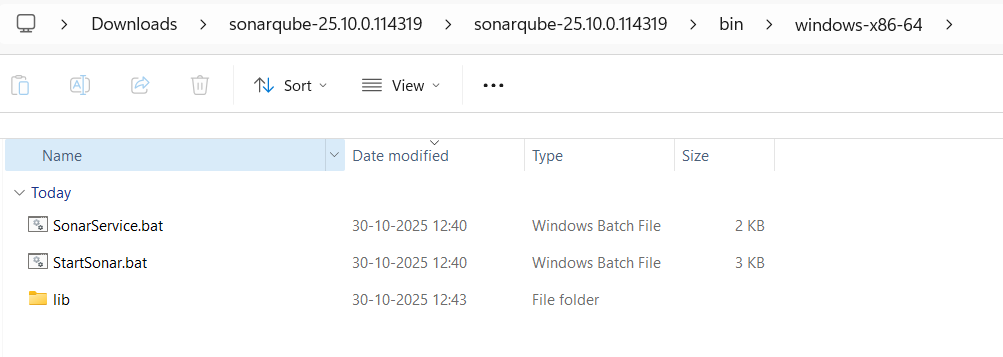 Downloads > sonarqube-25.10.0.114319 > sonarqube-25.10.0.114319 > bin > windows-x86-64 >
Sort View •••
Name Date modified Type Size
Today
SonarService.bat 30-10-2025 12:40 Windows Batch File 2 KB
StartSonar.bat 30-10-2025 12:40 Windows Batch File 3 KB
lib 30-10-2025 12:43 File folder